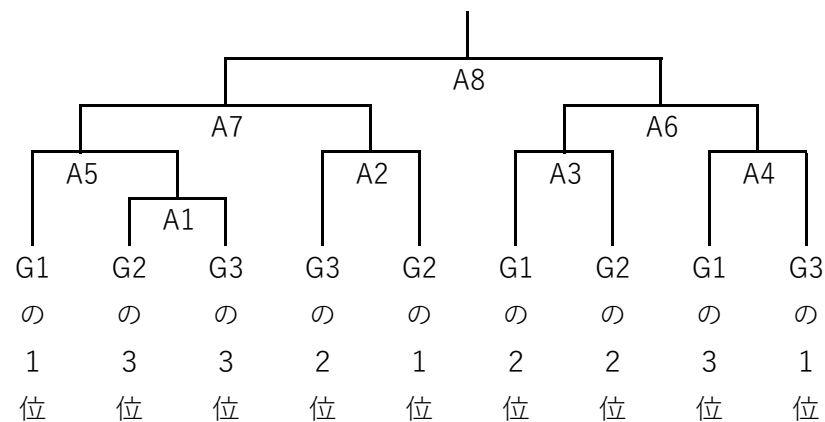 A8
A7 A6
A5 A2 A3 A4
A1
G1 G2 G3 G3 G2 G1 G2 G1 G3
の の の の の の の の の
1 3 3 2 1 2 2 3 1
位 位 位 位 位 位 位 位 位